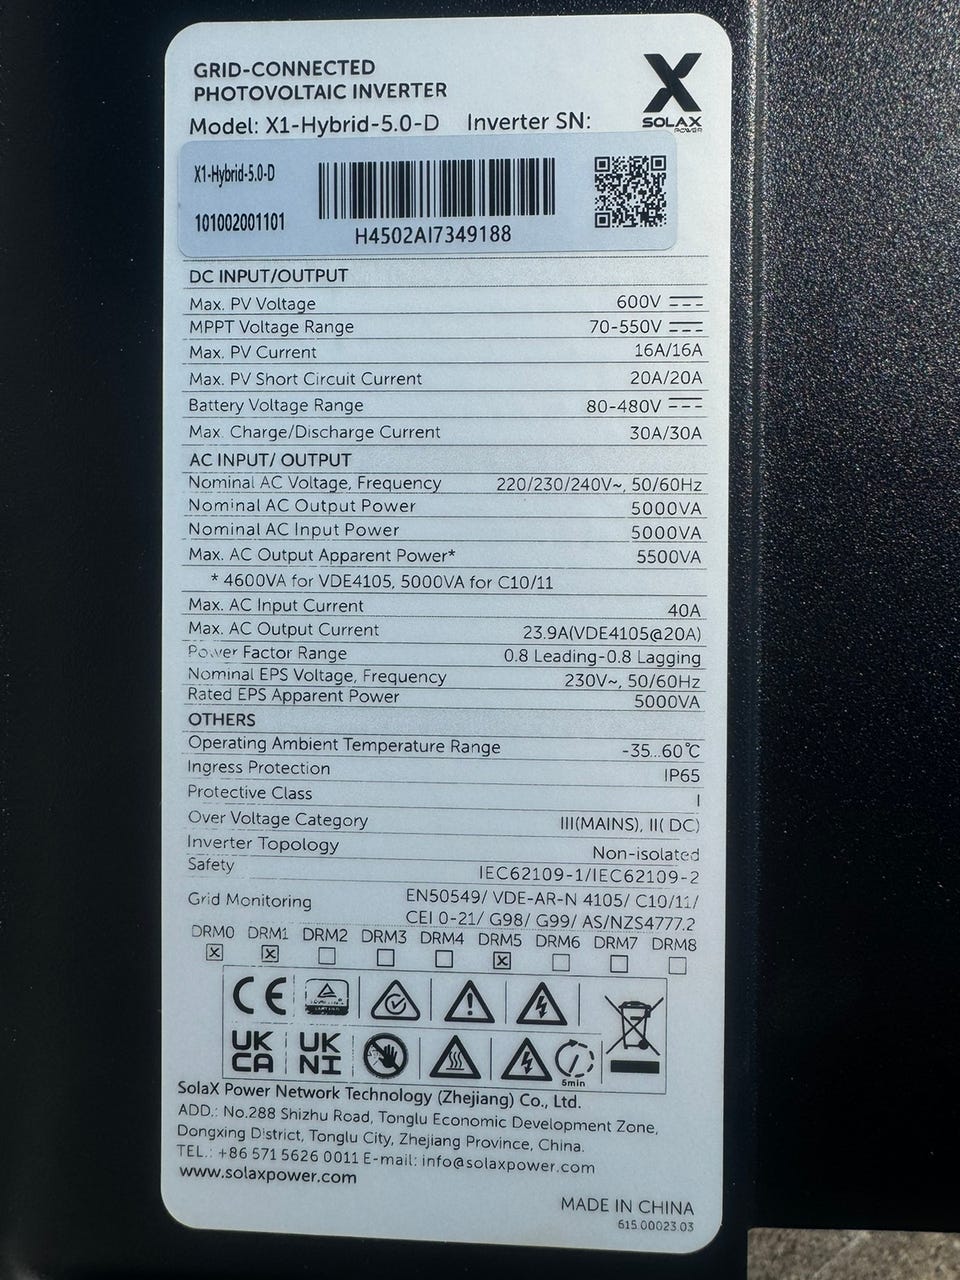 GRID-CONNECTED
PHOTOVOLTAIC INVERTER
Model: X1-Hybrid-5.0-D Inverter SN:
SOLAX
POWER
X1-Hybrid-5.0-D
101002001101
H4502AI7349188
DC INPUT/OUTPUT
Max. PV Voltage 600V
MPPT Voltage Range 70-550V
Max. PV Current 16A/16A
Max. PV Short Circuit Current 20A/20A
Battery Voltage Range 80-480V
Max. Charge/Discharge Current 30A/30A
AC INPUT/ OUTPUT
Nominal AC Voltage, Frequency 220/230/240V~, 50/60Hz
Nominal AC Output Power 5000VA
Nominal AC Input Power 5000VA
Max. AC Output Apparent Power* 5500VA
* 4600VA for VDE4105, 5000VA for C10/11
Max. AC Input Current 40A
Max. AC Output Current 23.9A(VDE4105@20A)
Power Factor Range 0.8 Leading-0.8 Lagging
Nominal EPS Voltage, Frequency 230V~, 50/60Hz
Rated EPS Apparent Power 5000VA
OTHERS
Operating Ambient Temperature Range -35...60℃
Ingress Protection IP65
Protective Class I
Over Voltage Category III(MAINS), II( DC)
Inverter Topology Non-isolated
Safety IEC62109-1/IEC62109-2
Grid Monitoring EN50549/ VDE-AR-N 4105/ C10/11/
CEI 0-21/ G98/ G99/ AS/NZS4777.2
DRM0 DRM1 DRM2 DRM3 DRM4 DRM5 DRM6 DRM7 DRM8
CE
UK
CA
UK
NI
5min
SolaX Power Network Technology (Zhejiang) Co., Ltd.
ADD.: No.288 Shizhu Road, Tonglu Economic Development Zone,
Dongxing District, Tonglu City, Zhejiang Province, China.
TEL.: +86 571 5626 0011 E-mail: info@solaxpower.com
www.solaxpower.com
MADE IN CHINA
615.00023.03